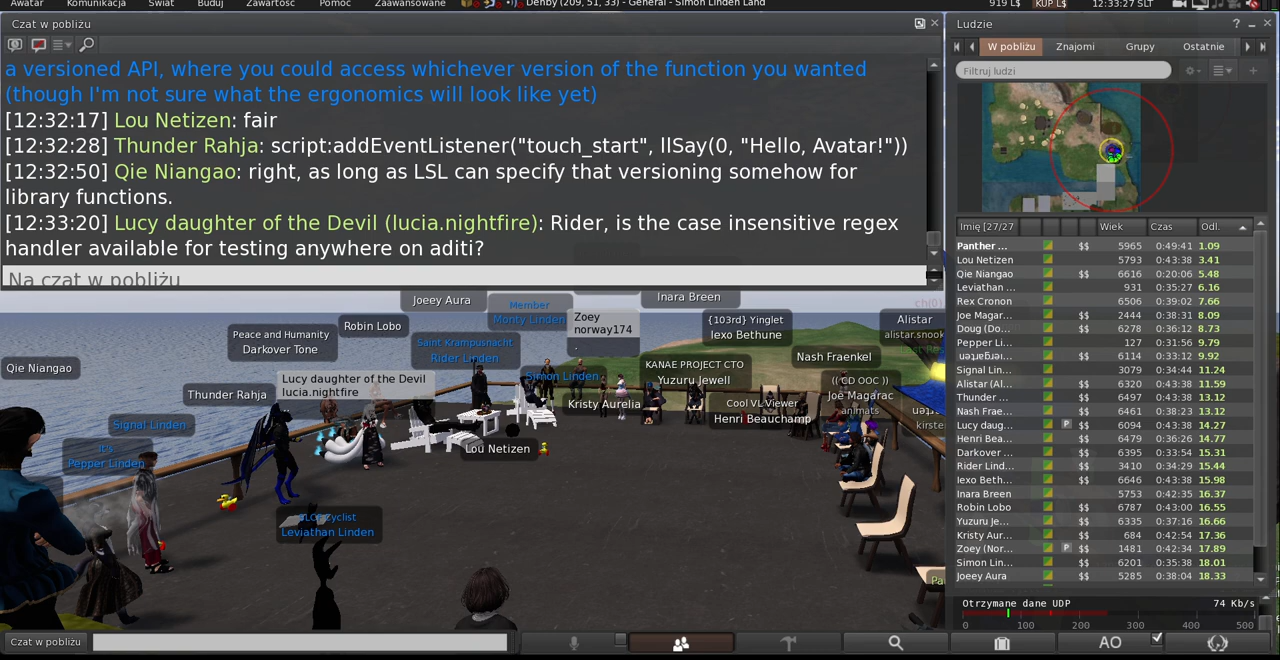 Awatar Komunikacja Świat Buduj Zawartość Pomoc Zaawansowane Denby (209, 51, 33) - General - Simon Linden Land 919 L$ KUP L$ 12:33:27 SLT
Czat w pobliżu
a versioned API, where you could access whichever version of the function you wanted
(though I'm not sure what the ergonomics will look like yet)
[12:32:17] Lou Netizen: fair
[12:32:28] Thunder Rahja: script:addEventListener("touch_start", llSay(0, "Hello, Avatar!"))
[12:32:50] Qie Niangao: right, as long as LSL can specify that versioning somehow for
library functions.
[12:33:20] Lucy daughter of the Devil (lucia.nightfire): Rider, is the case insensitive regex
handler available for testing anywhere on aditi?
Na czat w pobliżu
Joeey Aura
Member
Monty Linden
Inara Breen
ch(0)
Zoey
norway174
.
Robin Lobo
Peace and Humanity
Darkover Tone
Saint Krampusnacht
Rider Linden
{103rd} Yinglet
Iexo Bethune
Alistar
alistar.snook
Nash Fraenkel
Qie Niangao
Simon Linden
KANAE PROJECT CTO
Yuzuru Jewell
Lucy daughter of the Devil
lucia.nightfire
Thunder Rahja
(( CD OOC ))
Joe Magarac
animats
Kristy Aurelia
Cool VL Viewer
Henri Beauchamp
kirste
Signal Linden
It's
Pepper Linden
Lou Netizen
Leviathan Linden
Pa
Czat w pobliżu
Ludzie
? _ ×
W pobliżu Znajomi Grupy Ostatnie
Filtruj ludzi
Imię [27/27 Wiek Czas Odl.
Panther ... $$ 5965 0:49:41 1.09
Lou Netizen 5793 0:43:38 3.41
Qie Niangao $$ 6616 0:20:06 5.48
Leviathan ... 931 0:35:27 6.16
Rex Cronon 6506 0:39:02 7.66
Joe Magar... $$ 2444 0:38:31 8.09
Doug (Do... $$ 6278 0:36:12 8.73
Pepper Li... 127 0:31:56 9.79
$$ 6114 0:33:12 9.92
Signal Lin... 3079 0:34:44 11.24
Alistar (Al... $$ 6320 0:43:38 11.59
Thunder ... $$ 6497 0:43:38 13.12
Nash Frae... $$ 6461 0:38:23 13.12
Lucy daug... P $$ 6094 0:43:38 14.27
Henri Bea... $$ 6479 0:36:26 14.77
Darkover ... $$ 6395 0:33:54 15.31
Rider Lind... $$ 3410 0:34:29 15.44
Iexo Beth... $$ 6646 0:43:38 15.98
Inara Breen 5753 0:42:35 16.37
Robin Lobo $$ 6787 0:43:00 16.55
Yuzuru Je... $$ 6335 0:37:16 16.66
Kristy Aur... $$ 684 0:42:54 17.36
Zoey (Nor... P $$ 1481 0:42:34 17.89
Simon Lin... $$ 6201 0:35:38 18.01
Joeey Aura 5285 0:38:04 18.33
Otrzymane dane UDP 74 Kb/s
0 100 200 300 400 500
AO